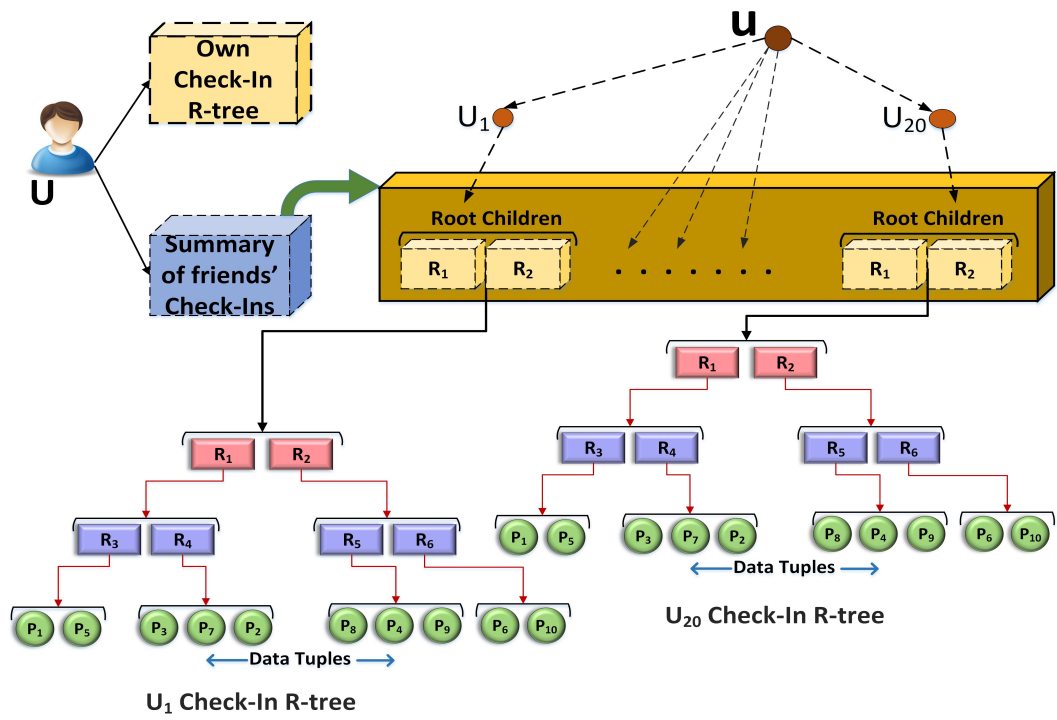 Own
Check-In
R-tree
U
Summary
of friends'
Check-Ins
u
U₁
U₂₀
Root Children
R₁ R₂
. . . . . . .
Root Children
R₁ R₂
R₁ R₂
R₃ R₄
R₅ R₆
P₁ P₅
P₃ P₇ P₂
P₈ P₄ P₉
P₆ P₁₀
Data Tuples
U₂₀ Check-In R-tree
R₁ R₂
R₃ R₄
R₅ R₆
P₁ P₅
P₃ P₇ P₂
P₈ P₄ P₉
P₆ P₁₀
Data Tuples
U₁ Check-In R-tree